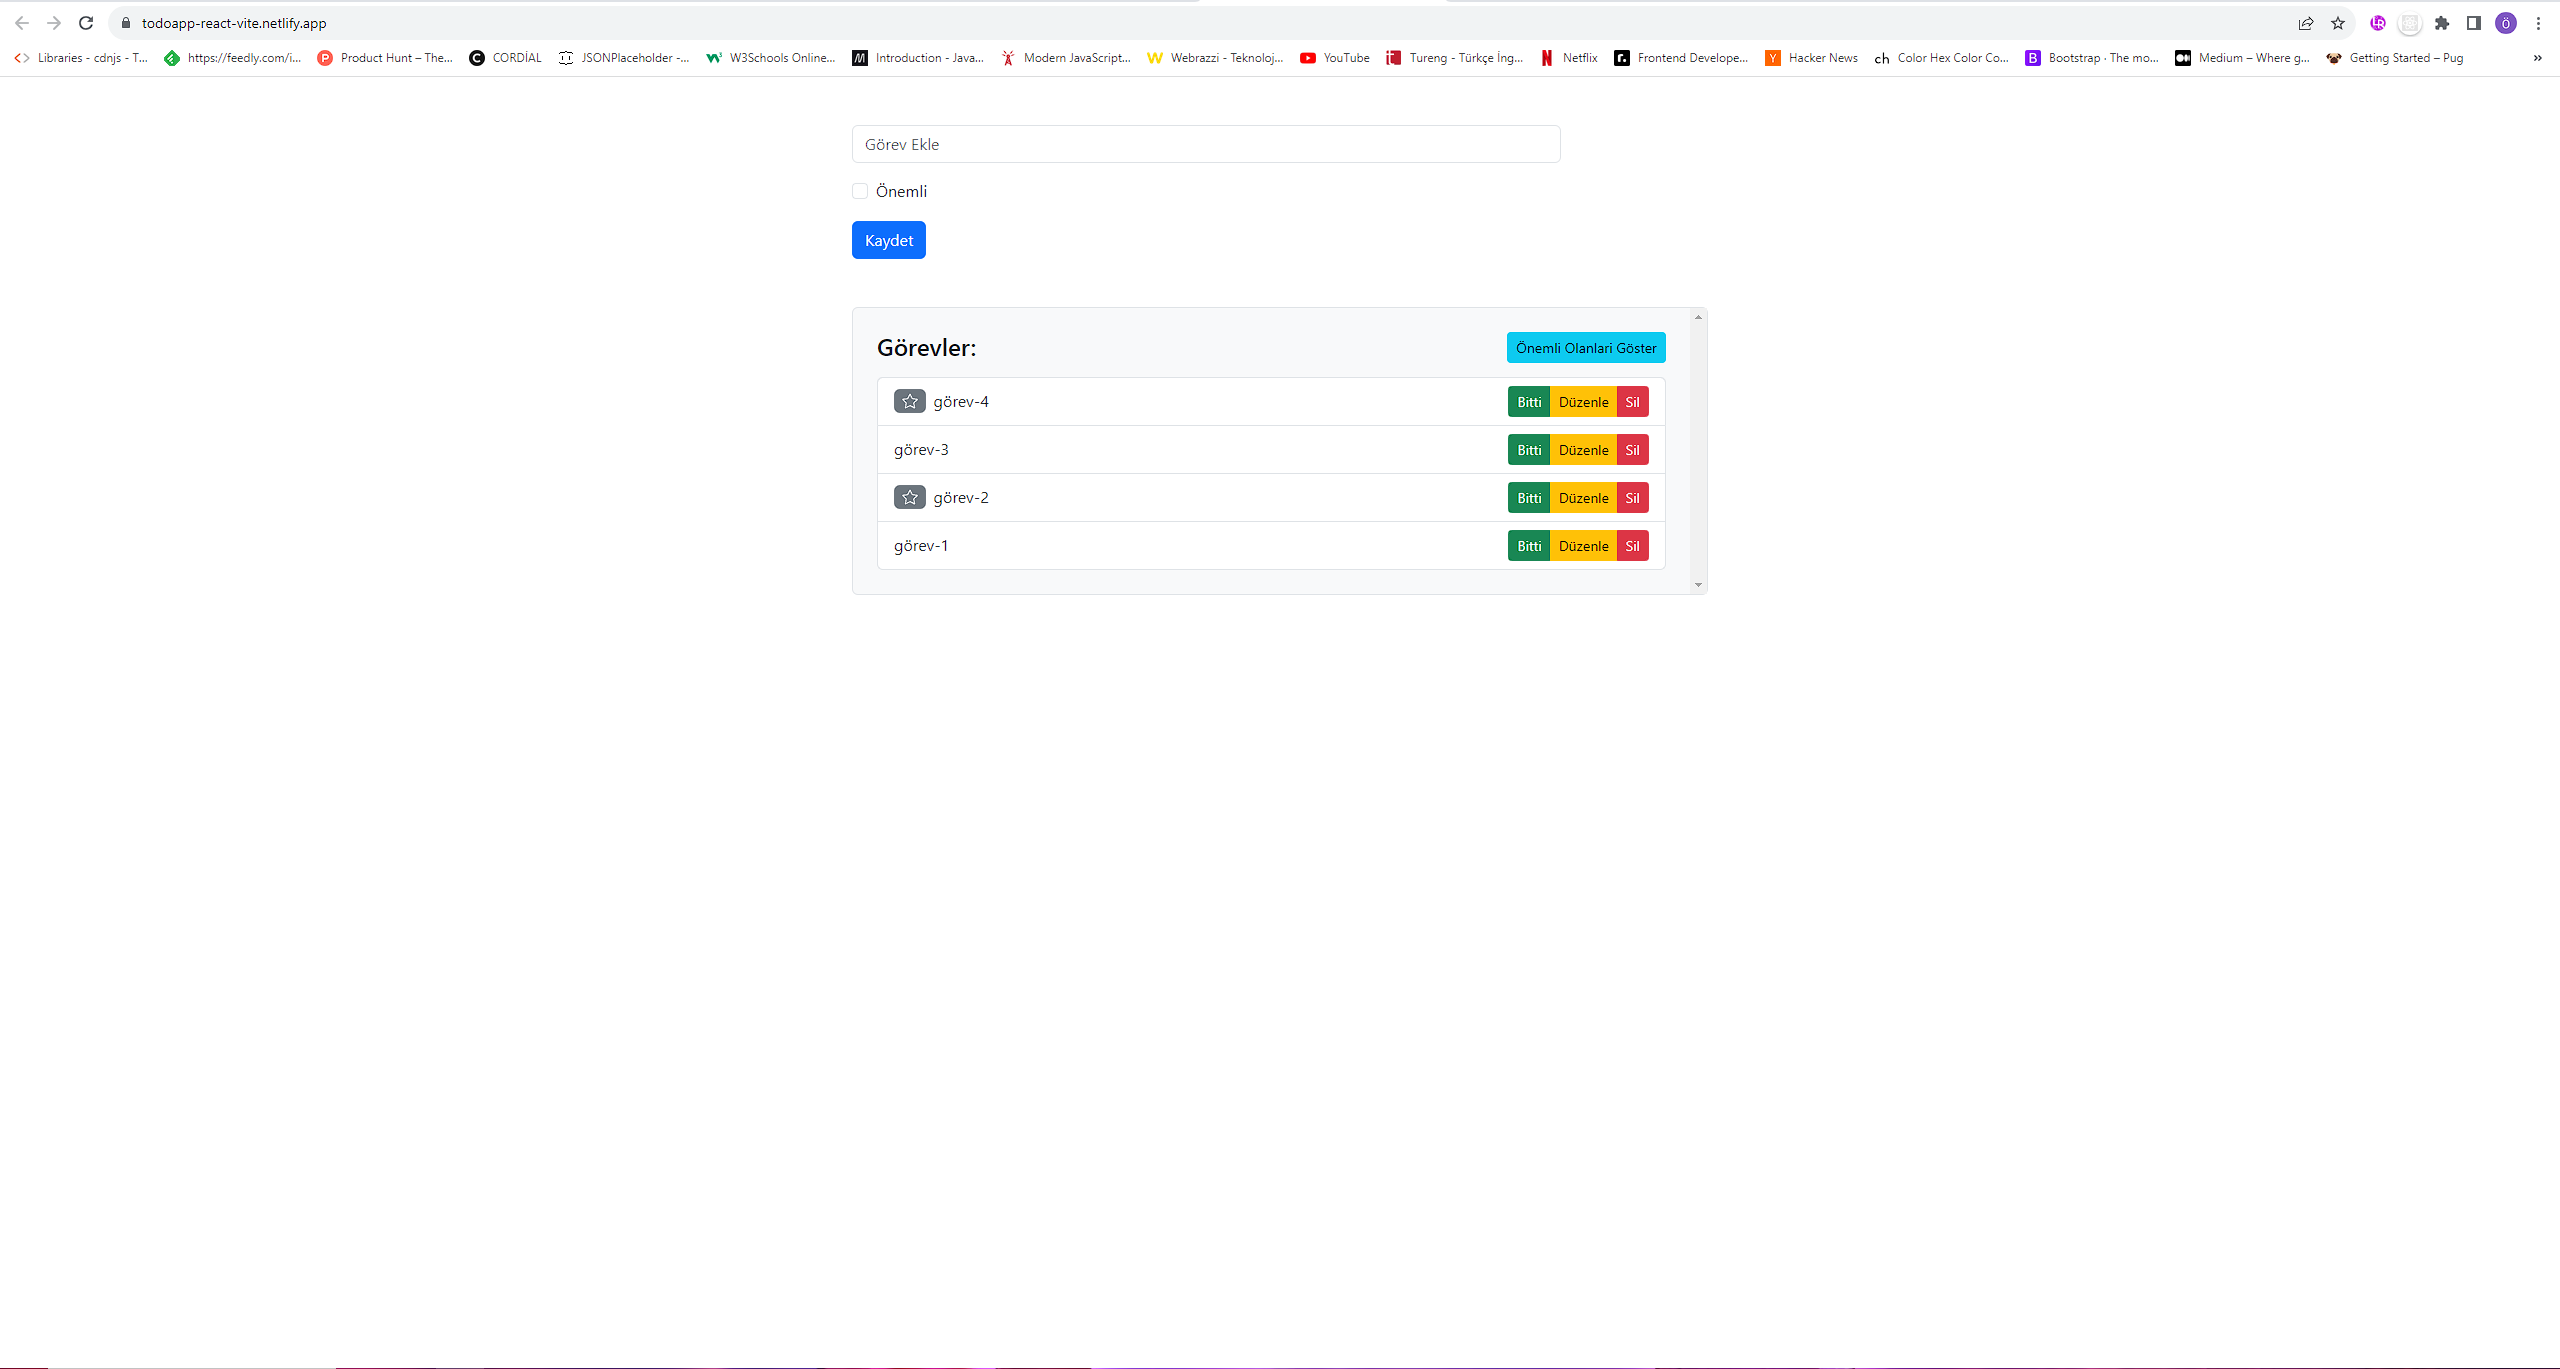 todoapp-react-vite.netlify.app
Libraries - cdnjs - T... https://feedly.com/i... Product Hunt – The... CORDİAL JSONPlaceholder -... W3Schools Online... Introduction - Java... Modern JavaScript... Webrazzi - Teknoloj... YouTube Tureng - Türkçe İng... Netflix Frontend Develope... Hacker News Color Hex Color Co... Bootstrap · The mo... Medium – Where g... Getting Started – Pug »
Görev Ekle
Önemli
Kaydet
Görevler: Önemli Olanlari Göster
görev-4 Bitti Düzenle Sil
görev-3 Bitti Düzenle Sil
görev-2 Bitti Düzenle Sil
görev-1 Bitti Düzenle Sil